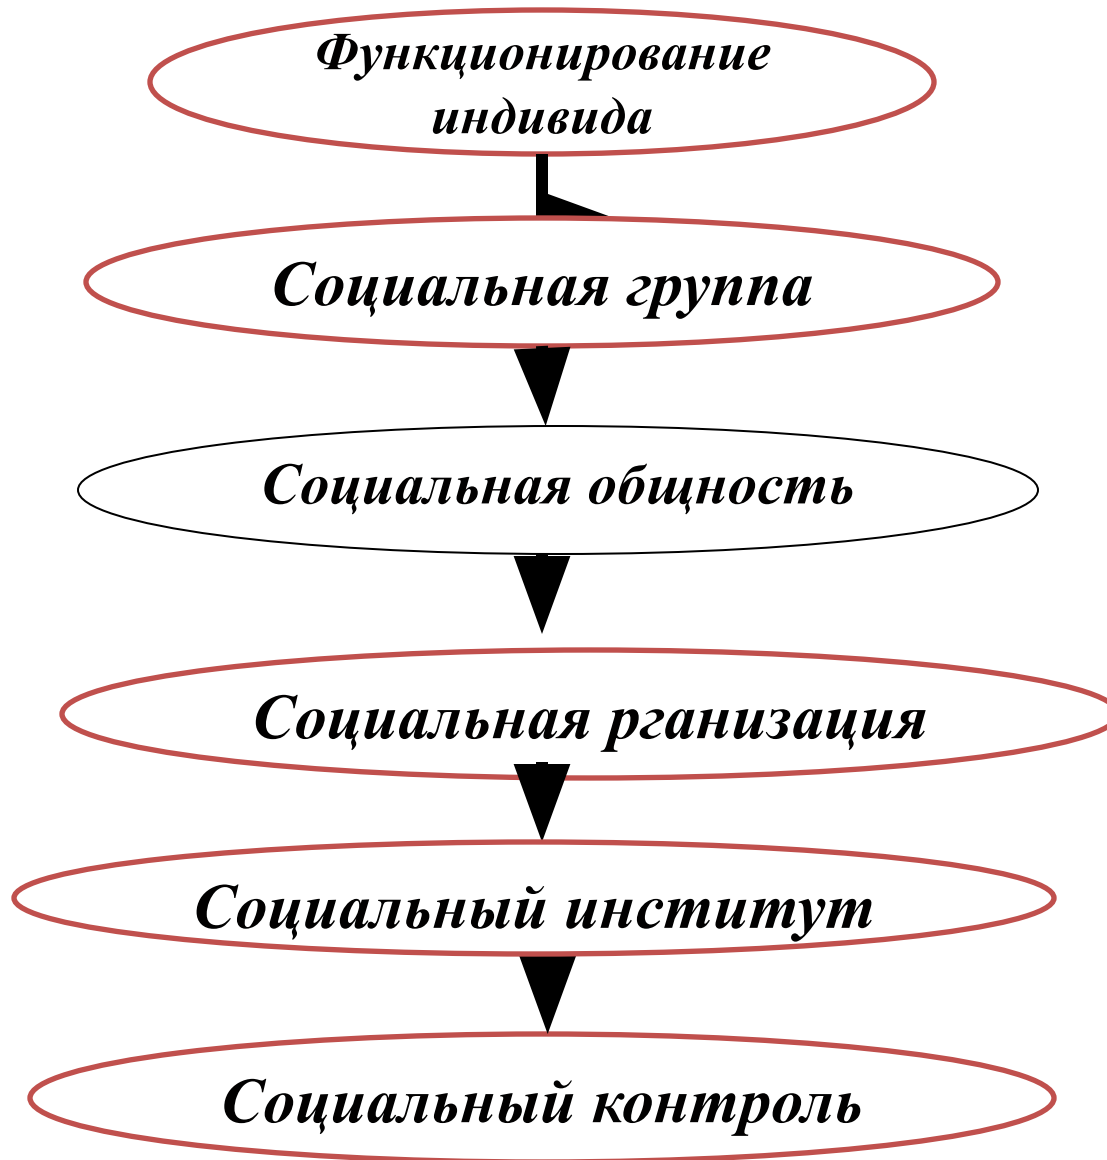 Функционирование
индивида
Социальная группа
Социальная общность
Социальная рганизация
Социальный институт
Социальный контроль